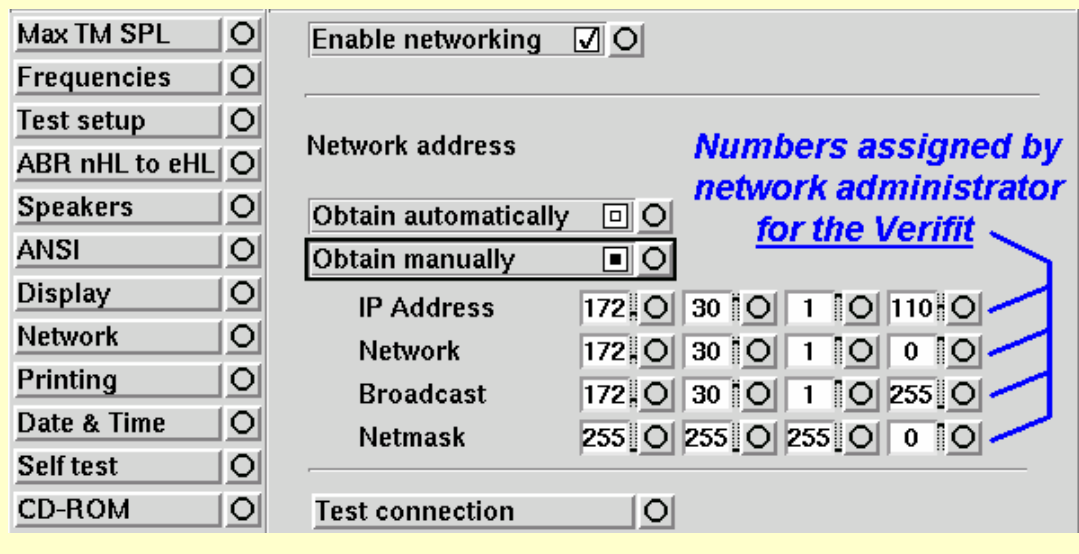 Max TM SPL
Frequencies
Test setup
ABR nHL to eHL
Speakers
ANSI
Display
Network
Printing
Date & Time
Self test
CD-ROM
Enable networking
Network address
Numbers assigned by
network administrator
for the Verifit
Obtain automatically
Obtain manually
IP Address 172 30 1 110
Network 172 30 1 0
Broadcast 172 30 1 255
Netmask 255 255 255 0
Test connection